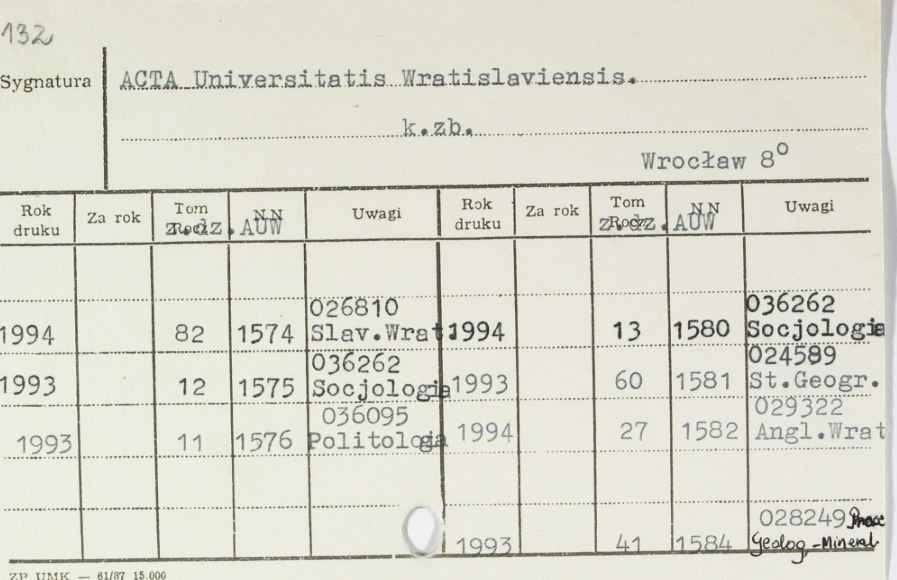 132
Sygnatura ACTA Universitatis Wratislaviensis.
k.zb.
Wrocław 8°
Rok druku Za rok Tom Rocz. z.dz. NN AUW Uwagi Rok druku Za rok Tom Rocz. z.dz. NN AUW Uwagi
026810 036262
1994 82 1574 Slav.Wrat. 1994 13 1580 Socjologia
036262 024589
1993 12 1575 Socjologia 1993 60 1581 St.Geogr.
036095 029322
1993 11 1576 Politologia 1994 27 1582 Angl.Wrat
028249 Prace
1993 41 1584 Geolog.-Mineral.
ZP UMK — 61/87 15.000